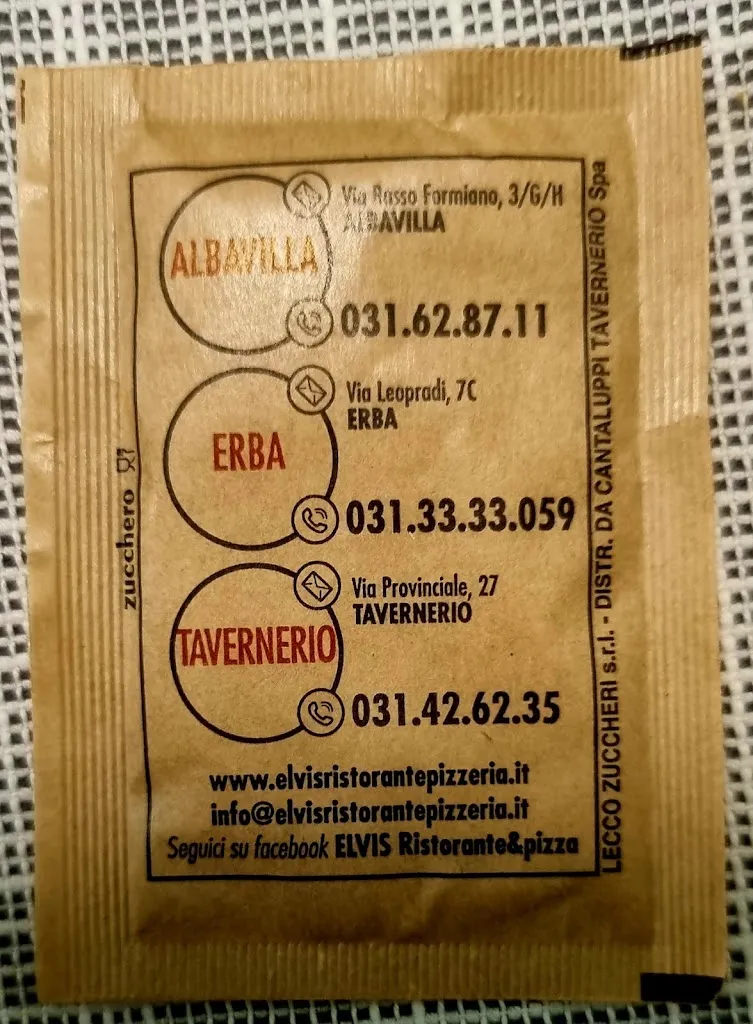 ALBAVILLA
Via Rosso Formiano, 3/G/H
ALBAVILLA
031.62.87.11
ERBA
Via Leopradi, 7C
ERBA
031.33.33.059
TAVERNERIO
Via Provinciale, 27
TAVERNERIO
031.42.62.35
www.elvisristorantepizzeria.it
info@elvisristorantepizzeria.it
Seguici su facebook ELVIS Ristorante&pizza
zucchero
LECCO ZUCCHERI s.r.l. - DISTR. DA CANTALUPPI TAVERNERIO Spa